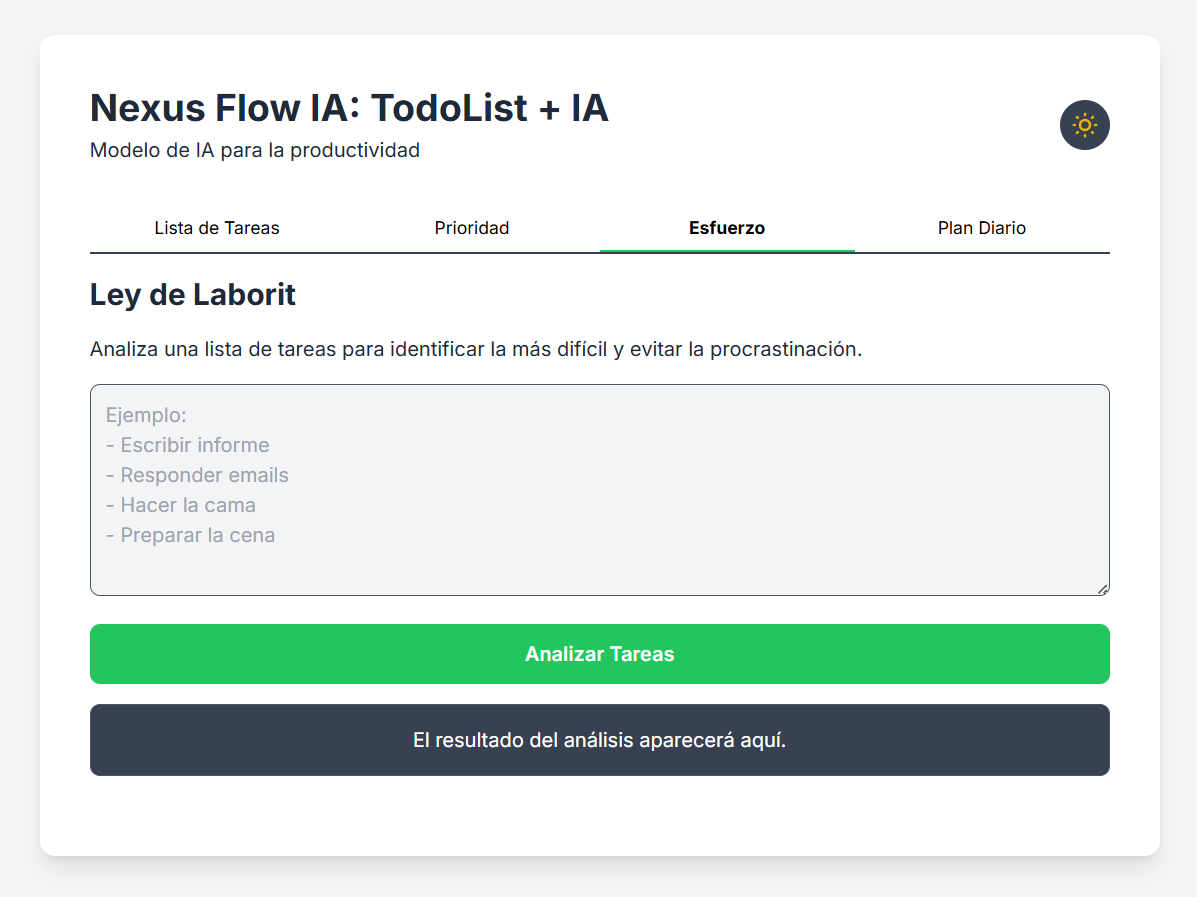 Nexus Flow IA: TodoList + IA
Modelo de IA para la productividad
Lista de Tareas
Prioridad
Esfuerzo
Plan Diario
Ley de Laborit
Analiza una lista de tareas para identificar la más difícil y evitar la procrastinación.
Ejemplo:
- Escribir informe
- Responder emails
- Hacer la cama
- Preparar la cena
Analizar Tareas
El resultado del análisis aparecerá aquí.